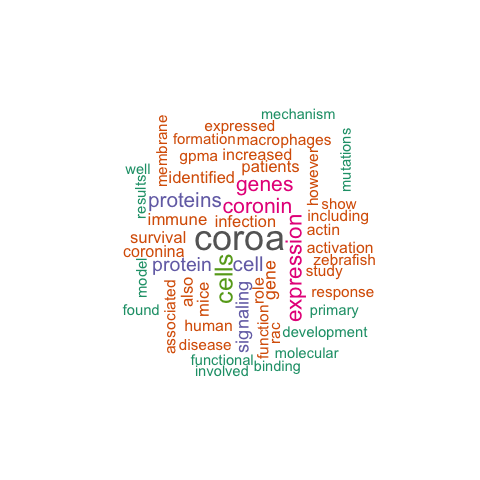 mechanism
expressed
membrane
formation
macrophages
mutations
gpma
increased
however
well
patients
identified
genes
results
proteins
coronin
show
immune
infection
including
expression
actin
survival
coroa
coronina
activation
protein
cell
cells
zebrafish
model
study
gene
also
role
mice
response
associated
signaling
found
primary
human
function
rac
development
disease
molecular
functional
binding
involved